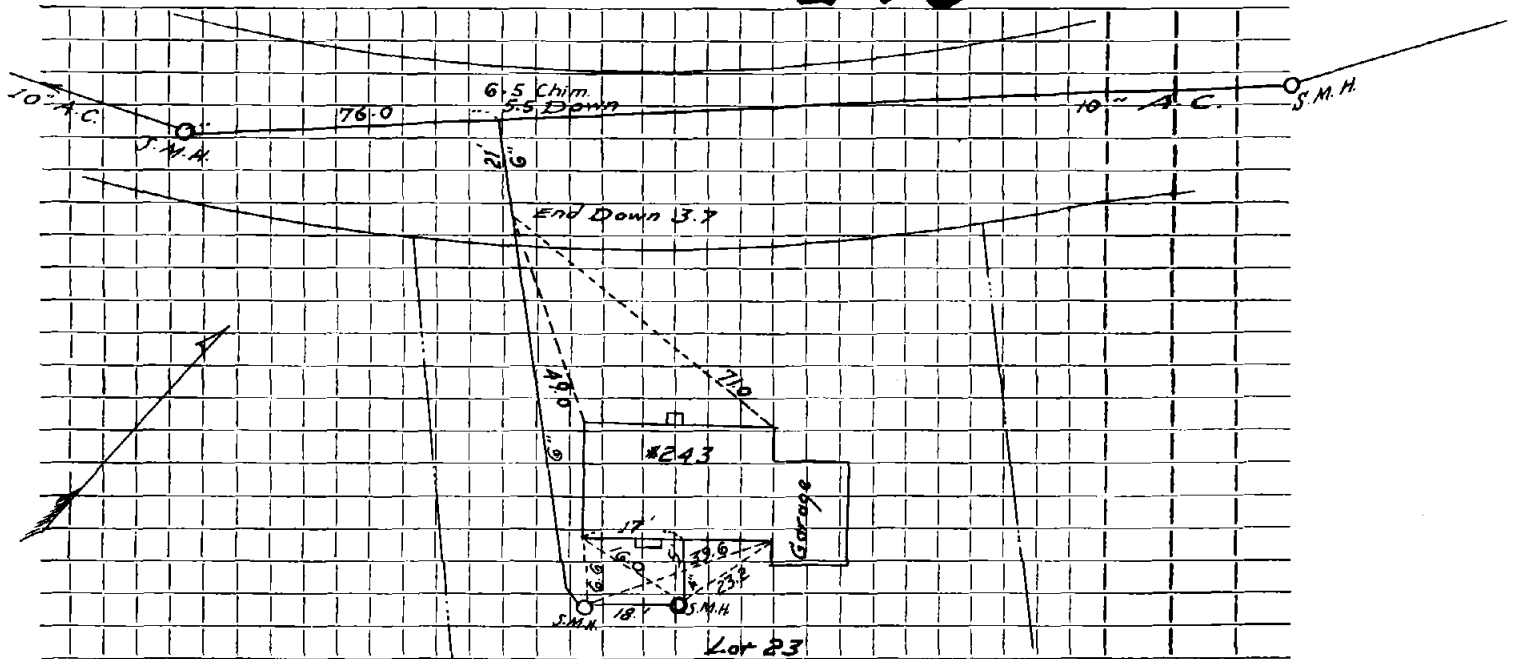 6.5 Chim.
5.5 Down
10" A.C.
76.0
10" A.C.
S.M.H.
S.M.H.
21'
6"
End Down 3.7
49.0
71.0
6"
#243
Garage
17'
39.6
23.2
6.6
18'
S.M.H.
S.M.H.
Lot 23